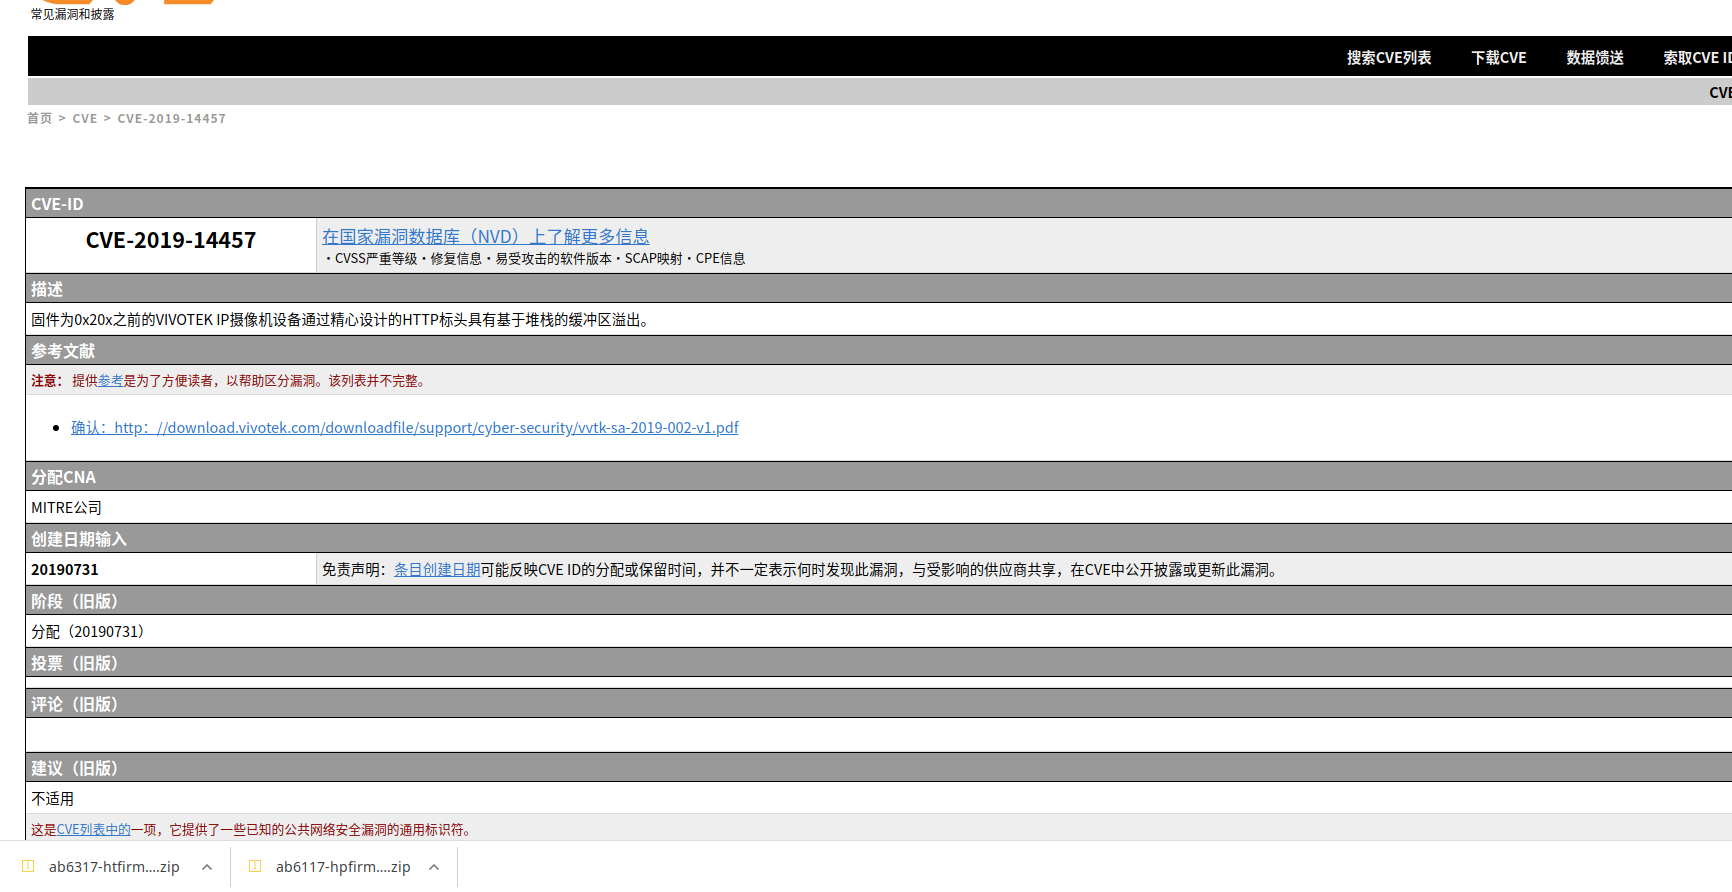 常见漏洞和披露
搜索CVE列表 下载CVE 数据馈送 索取CVE ID
CVE
首页 > CVE > CVE-2019-14457
CVE-ID
CVE-2019-14457 在国家漏洞数据库（NVD）上了解更多信息
・CVSS严重等级・修复信息・易受攻击的软件版本・SCAP映射・CPE信息
描述
固件为0x20x之前的VIVOTEK IP摄像机设备通过精心设计的HTTP标头具有基于堆栈的缓冲区溢出。
参考文献
注意： 提供参考是为了方便读者，以帮助区分漏洞。该列表并不完整。
确认：http：//download.vivotek.com/downloadfile/support/cyber-security/vvtk-sa-2019-002-v1.pdf
分配CNA
MITRE公司
创建日期输入
20190731 免责声明：条目创建日期可能反映CVE ID的分配或保留时间，并不一定表示何时发现此漏洞，与受影响的供应商共享，在CVE中公开披露或更新此漏洞。
阶段（旧版）
分配（20190731）
投票（旧版）
评论（旧版）
建议（旧版）
不适用
这是CVE列表中的一项，它提供了一些已知的公共网络安全漏洞的通用标识符。
ab6317-htfirm....zip ab6117-hpfirm....zip